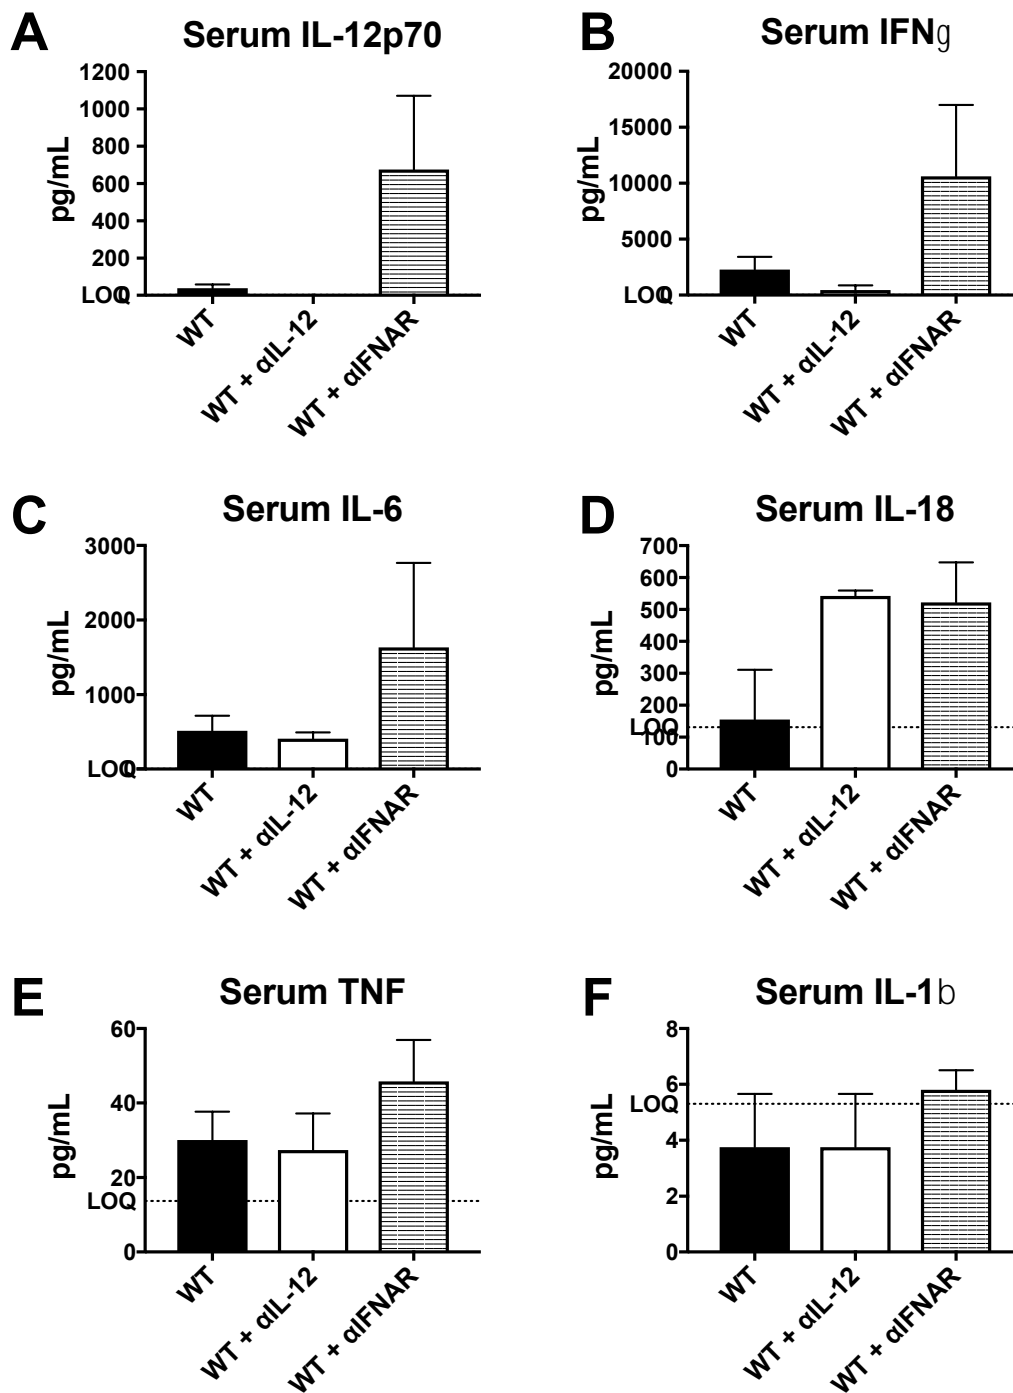 A
Serum IL-12p70
1200
1000
800
600
400
200
0
LOQ
pg/mL
WT
WT + αIL-12
WT + αIFNAR
B
Serum IFNg
20000
15000
10000
5000
0
LOQ
pg/mL
WT
WT + αIL-12
WT + αIFNAR
C
Serum IL-6
3000
2000
1000
0
LOQ
pg/mL
WT
WT + αIL-12
WT + αIFNAR
D
Serum IL-18
700
600
500
400
300
200
100
0
LOQ
pg/mL
WT
WT + αIL-12
WT + αIFNAR
E
Serum TNF
60
40
20
0
LOQ
pg/mL
WT
WT + αIL-12
WT + αIFNAR
F
Serum IL-1b
8
6
4
2
0
LOQ
pg/mL
WT
WT + αIL-12
WT + αIFNAR